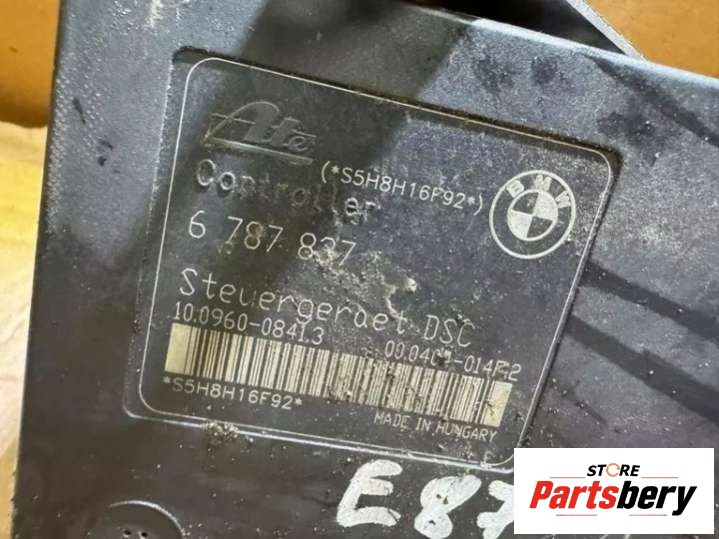 Ate
(*S5H8H16F92*)
BMW
Controller
6 787 837
Steuergeraet DSC
10.0960-0841.3
*S5H8H16F92*
MADE IN HUNGARY
E87
STORE
Partsbery